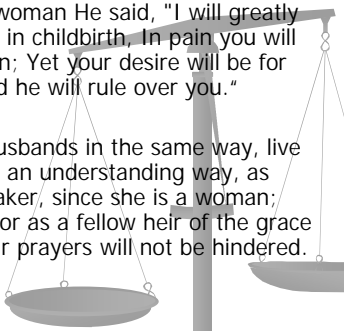 woman He said, "I will greatly
in childbirth, In pain you will
n; Yet your desire will be for
d he will rule over you."
usbands in the same way, live
an understanding way, as
aker, since she is a woman;
or as a fellow heir of the grace
r prayers will not be hindered.